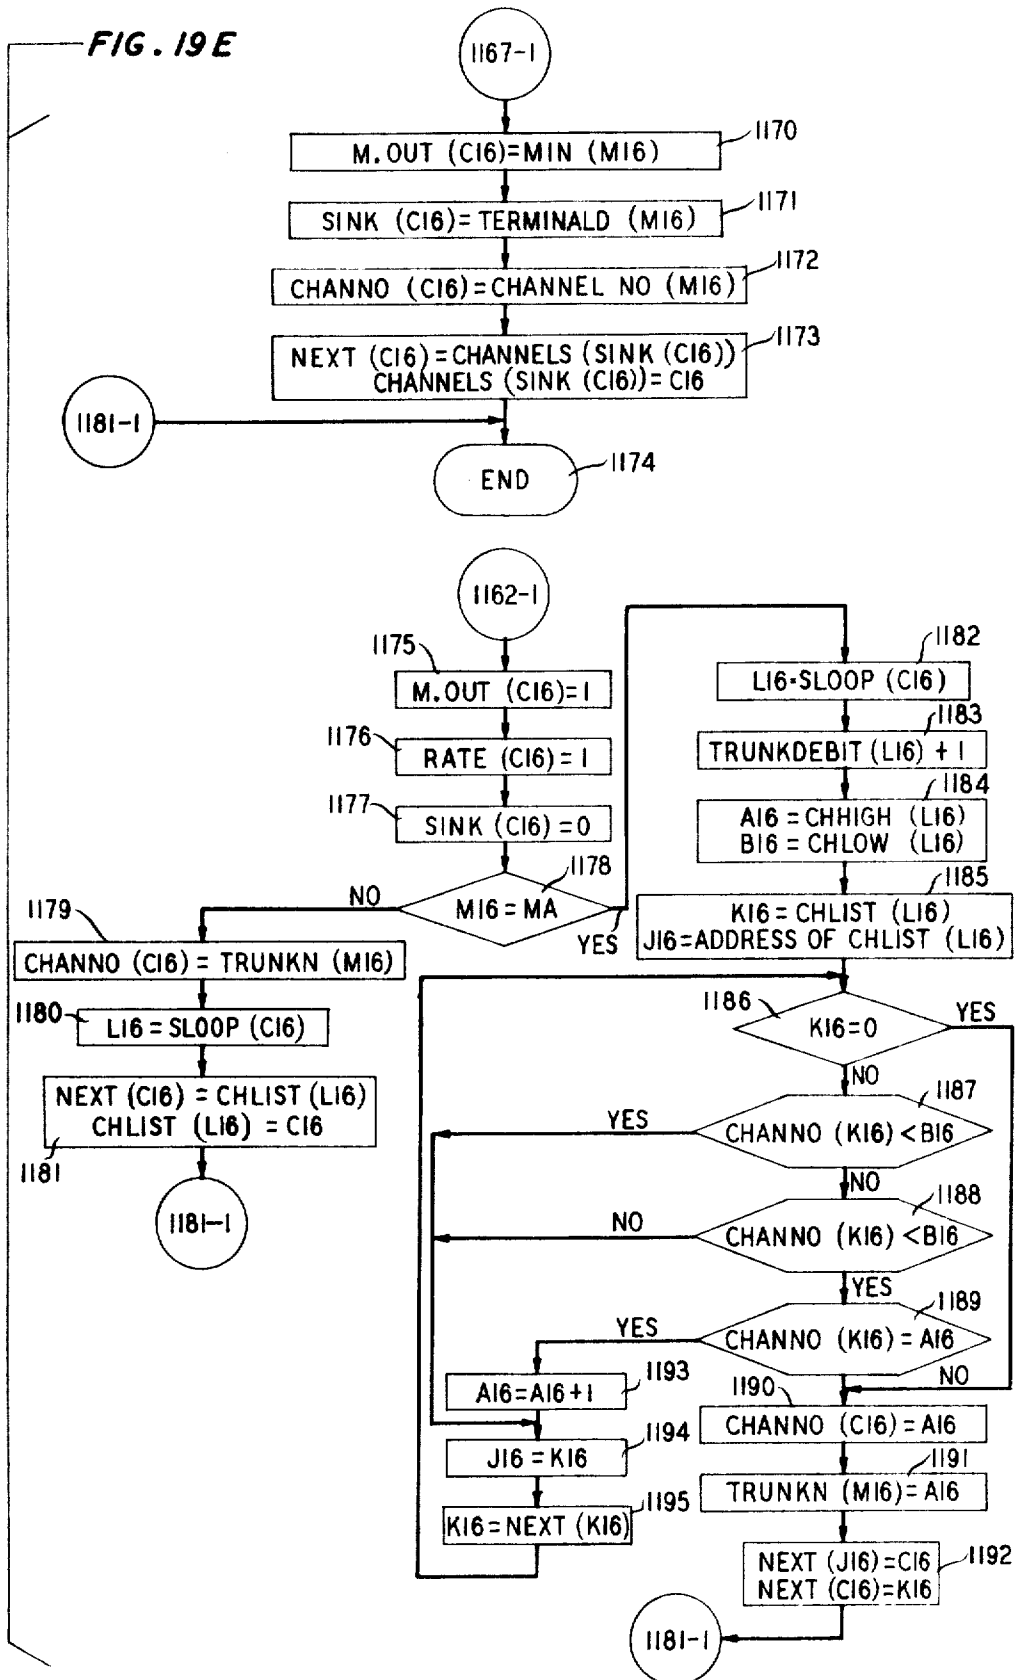 FIG. 19E
1167-1
1170
M.OUT (C16)=MIN (M16)
1171
SINK (C16)=TERMINALD (M16)
1172
CHANNO (C16)=CHANNEL NO (M16)
1173
NEXT (C16)=CHANNELS (SINK (C16))
CHANNELS (SINK (C16))=C16
1181-1
1174
END
1162-1
1175
M.OUT (C16)=1
1176
RATE (C16)=1
1177
SINK (C16)=0
1178
M16=MA
NO
YES
1179
CHANNO (C16)=TRUNKN (M16)
1180
L16=SLOOP (C16)
NEXT (C16)=CHLIST (L16)
CHLIST (L16)=C16
1181
1181-1
1182
L16=SLOOP (C16)
1183
TRUNKDEBIT (L16) + 1
1184
A16=CHHIGH (L16)
B16=CHLOW (L16)
1185
K16=CHLIST (L16)
J16=ADDRESS OF CHLIST (L16)
1186
K16=0
YES
NO
1187
CHANNO (K16)<B16
YES
NO
1188
CHANNO (K16)<B16
NO
YES
1189
CHANNO (K16)=A16
YES
NO
1193
A16=A16+1
1190
CHANNO (C16)=A16
1194
J16=K16
1191
TRUNKN (M16)=A16
1195
K16=NEXT (K16)
1192
NEXT (J16)=C16
NEXT (C16)=K16
1181-1